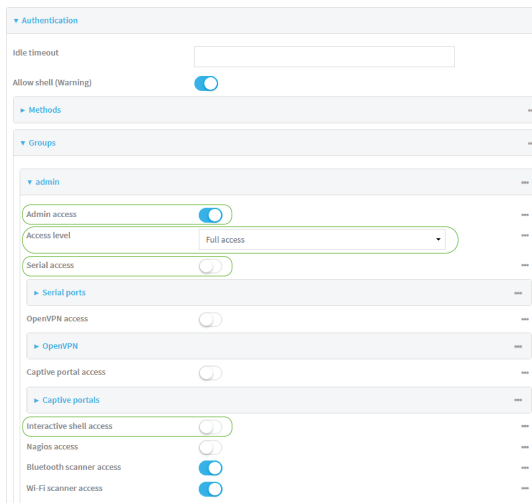 Authentication
Idle timeout
Allow shell (Warning)
Methods
Groups
admin
Admin access
Access level
Full access
Serial access
Serial ports
OpenVPN access
OpenVPN
Captive portal access
Captive portals
Interactive shell access
Nagios access
Bluetooth scanner access
Wi-Fi scanner access